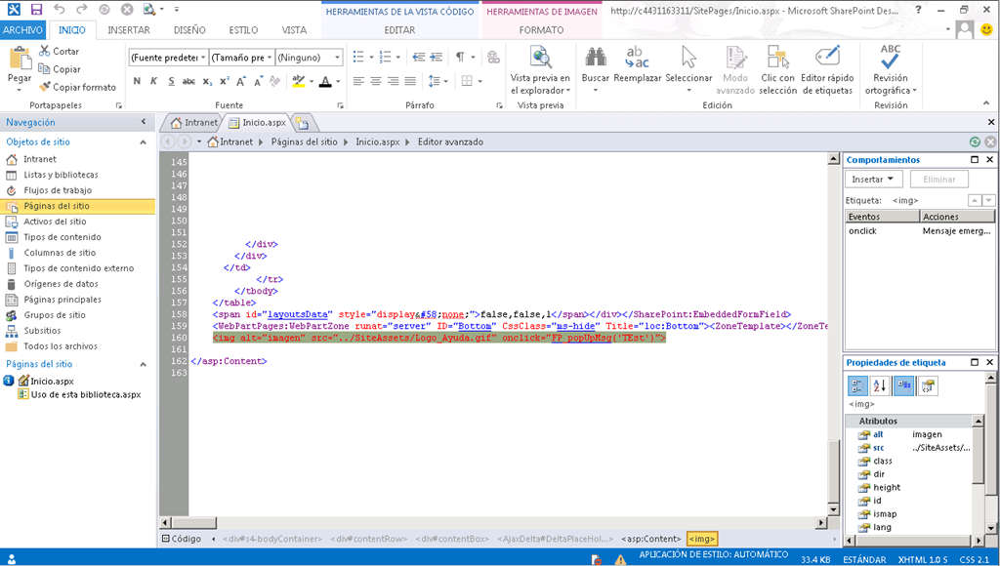 HERRAMIENTAS DE LA VISTA CÓDIGO HERRAMIENTAS DE IMAGEN http://c4431163311/SitePages/Inicio.aspx - Microsoft SharePoint Des... ?
ARCHIVO INICIO INSERTAR DISEÑO ESTILO VISTA EDITAR FORMATO
Pegar
Cortar
Copiar
Copiar formato
Portapapeles
(Fuente predeter (Tamaño pre (Ninguno)
N K S abc X₂ X² A A
Fuente
Párrafo
Vista previa en
el explorador
Vista previa
Buscar Reemplazar Seleccionar
Modo
avanzado
Clic con
selección
Editor rápido
de etiquetas
Edición
ABC
Revisión
ortográfica
Revisión
Navegación
Objetos de sitio
Intranet
Listas y bibliotecas
Flujos de trabajo
Páginas del sitio
Activos del sitio
Tipos de contenido
Columnas de sitio
Tipos de contenido externo
Orígenes de datos
Páginas principales
Grupos de sitio
Subsitios
Todos los archivos
Páginas del sitio
Inicio.aspx
Uso de esta biblioteca.aspx
Intranet Inicio.aspx
Intranet Páginas del sitio Inicio.aspx Editor avanzado
145
146
147
148
149
150
151
152 </div>
153 </div>
154 </td>
155 </tr>
156 </tbody>
157 </table>
158 <span id="layoutsData" style="display&#58;none;">false,false,1</span></div></SharePoint:EmbeddedFormField>
159 <WebPartPages:WebPartZone runat="server" ID="Bottom" CssClass="ms-hide" Title="loc:Bottom"><ZoneTemplate></ZoneTe
160 <img alt="imagen" src="../SiteAssets/Logo_Ayuda.gif" onclick="FP_popUpMsg('TEst')">
161
162 </asp:Content>
163
Código <div#s4-bodyContainer> <div#contentRow> <div#contentBox> <AjaxDelta#DeltaPlaceHol...> <asp:Content> <img>
Comportamientos
Insertar Eliminar
Etiqueta: <img>
Eventos Acciones
onclick Mensaje emerg...
Propiedades de etiqueta
<img>
Atributos
alt imagen
src ../SiteAssets/...
class
dir
height
id
ismap
lang
APLICACIÓN DE ESTILO: AUTOMÁTICO 33.4 KB ESTÁNDAR XHTML 1.0 S CSS 2.1